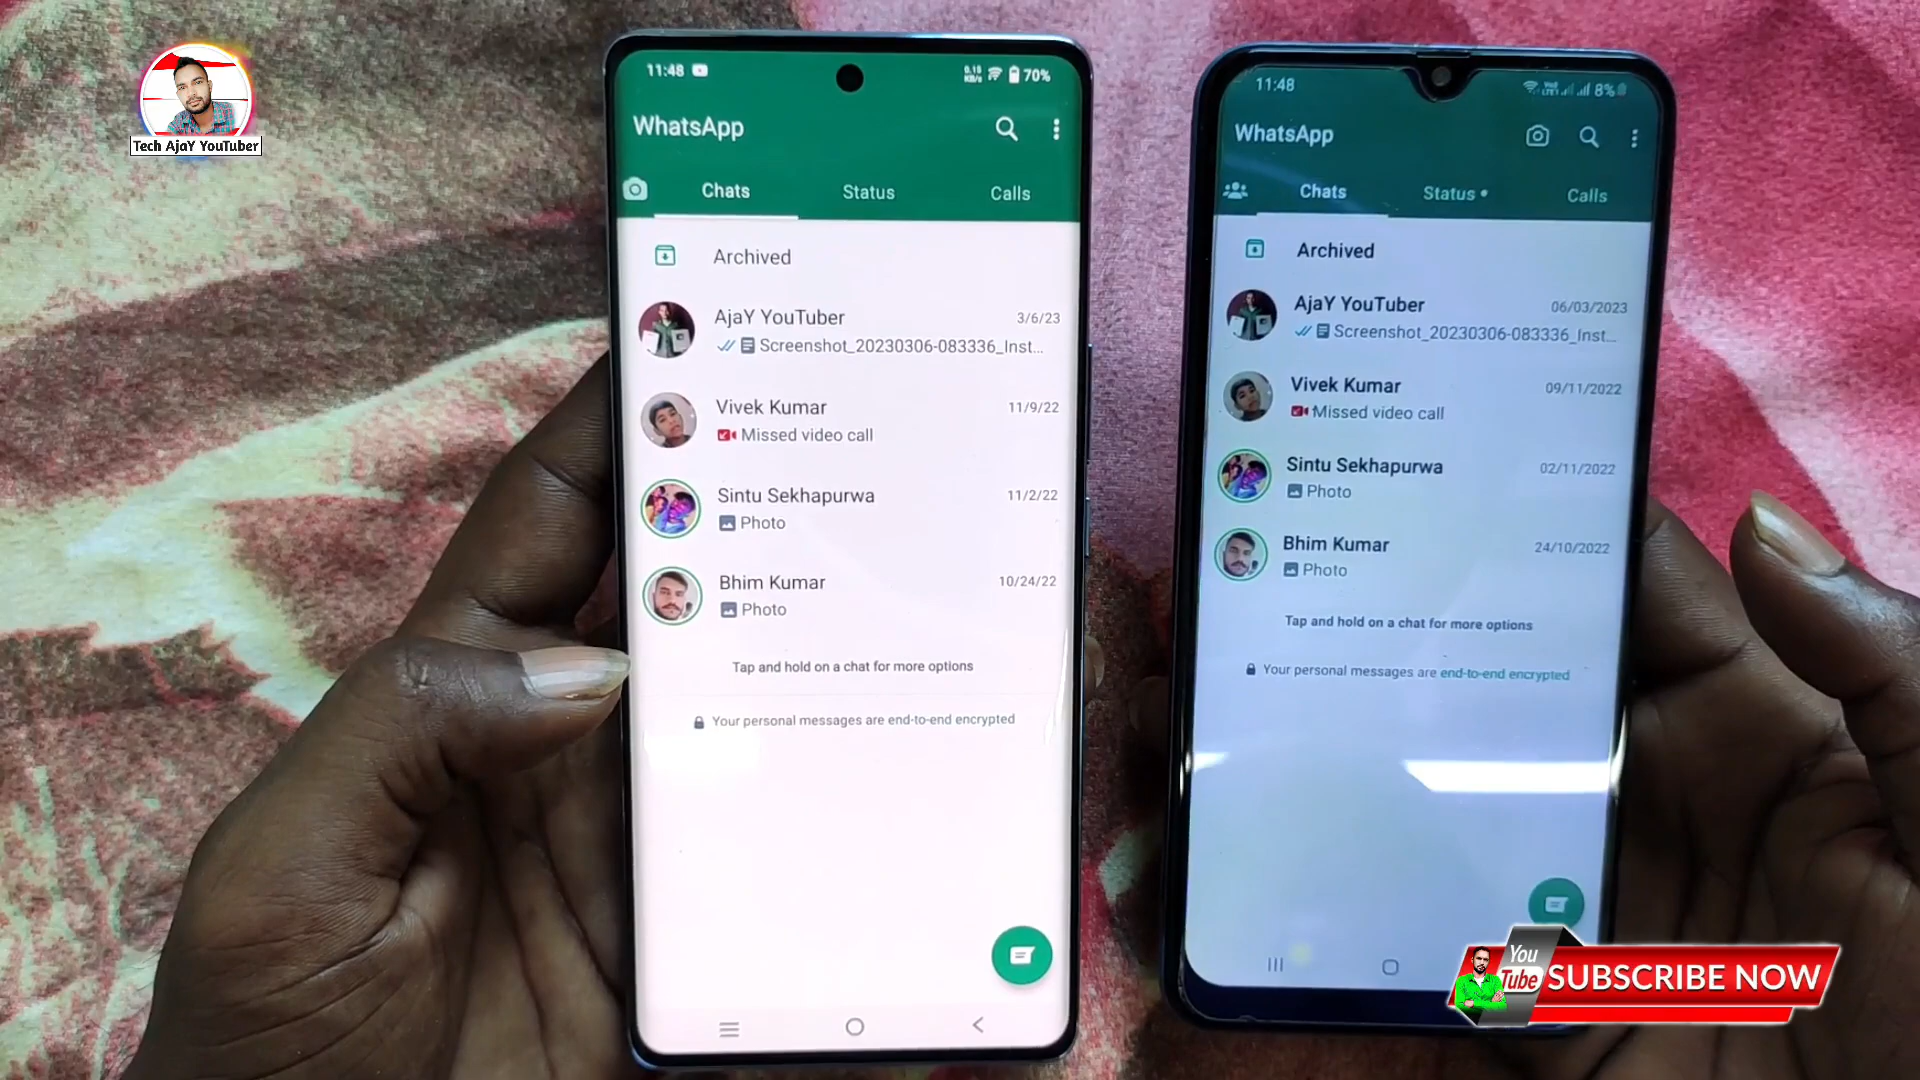 Tech AjaY YouTuber
11:48
0.15 KB/s 70%
WhatsApp
Chats Status Calls
Archived
AjaY YouTuber 3/6/23
Screenshot_20230306-083336_Inst...
Vivek Kumar 11/9/22
Missed video call
Sintu Sekhapurwa 11/2/22
Photo
Bhim Kumar 10/24/22
Photo
Tap and hold on a chat for more options
Your personal messages are end-to-end encrypted
11:48
8%
WhatsApp
Chats Status Calls
Archived
AjaY YouTuber 06/03/2023
Screenshot_20230306-083336_Inst...
Vivek Kumar 09/11/2022
Missed video call
Sintu Sekhapurwa 02/11/2022
Photo
Bhim Kumar 24/10/2022
Photo
Tap and hold on a chat for more options
Your personal messages are end-to-end encrypted
You
Tube
SUBSCRIBE NOW